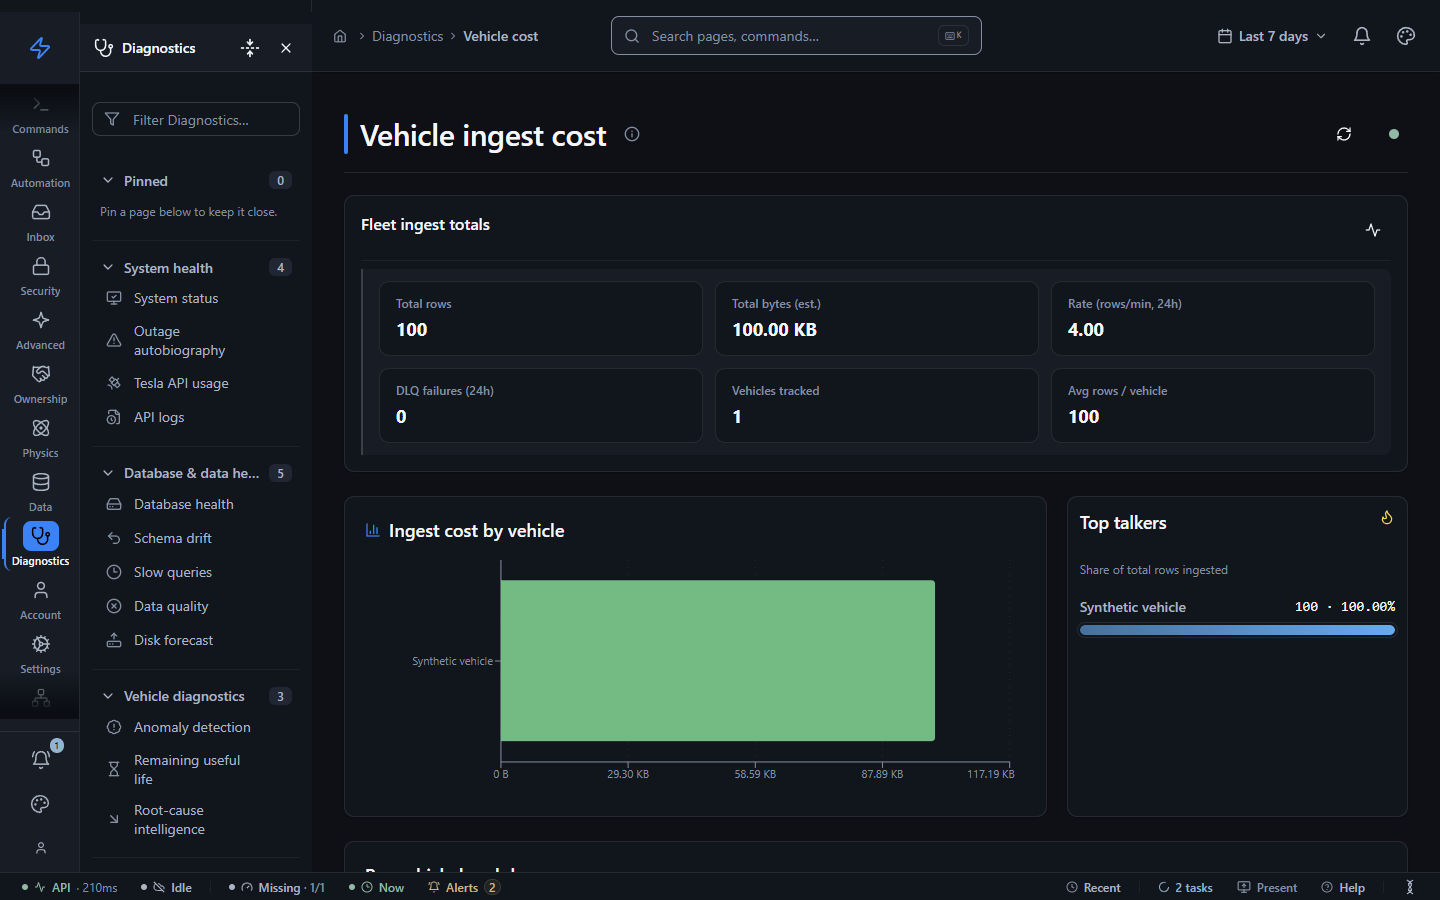 Diagnostics
Diagnostics
Vehicle cost
Search pages, commands...
K
Last 7 days
Commands
Automation
Inbox
Security
Advanced
Ownership
Physics
Data
Diagnostics
Account
Settings
1
Filter Diagnostics...
Pinned
0
Pin a page below to keep it close.
System health
4
System status
Outage
autobiography
Tesla API usage
API logs
Database & data he...
5
Database health
Schema drift
Slow queries
Data quality
Disk forecast
Vehicle diagnostics
3
Anomaly detection
Remaining useful
life
Root-cause
intelligence
Vehicle ingest cost
Fleet ingest totals
Total rows
100
Total bytes (est.)
100.00 KB
Rate (rows/min, 24h)
4.00
DLQ failures (24h)
0
Vehicles tracked
1
Avg rows / vehicle
100
Ingest cost by vehicle
Synthetic vehicle
0 B
29.30 KB
58.59 KB
87.89 KB
117.19 KB
Top talkers
Share of total rows ingested
Synthetic vehicle
100 · 100.00%
API · 210ms
Idle
Missing · 1/1
Now
Alerts 2
Recent
2 tasks
Present
Help